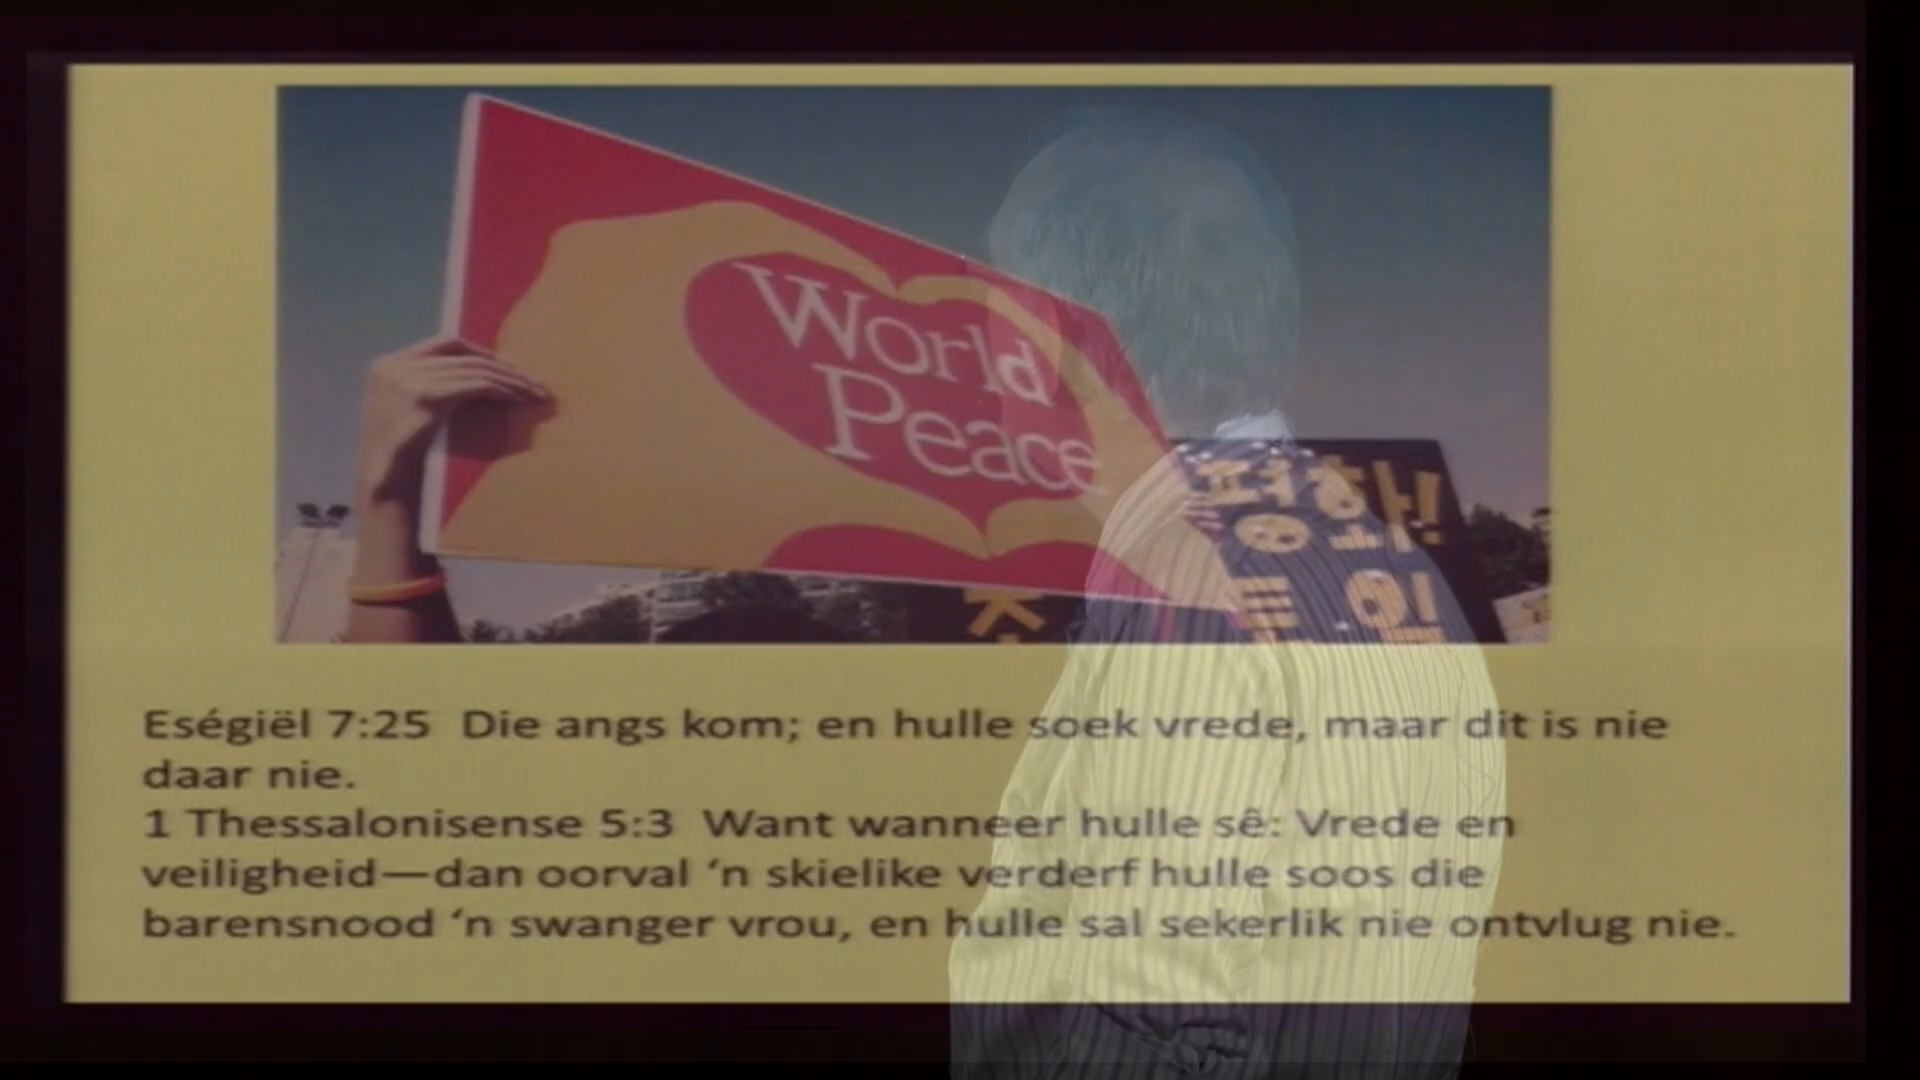 World
Peace
평화!
Eségiël 7:25 Die angs kom; en hulle soek vrede, maar dit is nie
daar nie.
1 Thessalonisense 5:3 Want wanneer hulle sê: Vrede en
veiligheid—dan oorval ‘n skielike verderf hulle soos die
barensnood ‘n swanger vrou, en hulle sal sekerlik nie ontvlug nie.